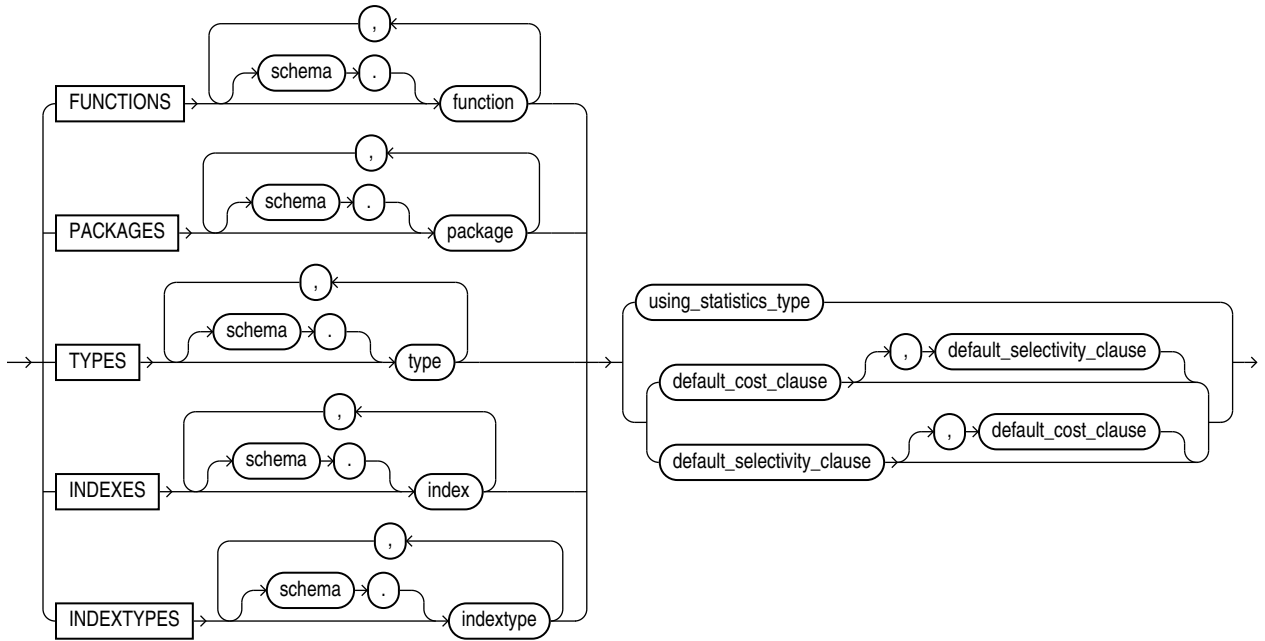 ,
schema .
FUNCTIONS function
,
schema .
PACKAGES package
,
schema .
TYPES type
,
schema .
INDEXES index
,
schema .
INDEXTYPES indextype
using_statistics_type
, default_selectivity_clause
default_cost_clause
, default_cost_clause
default_selectivity_clause